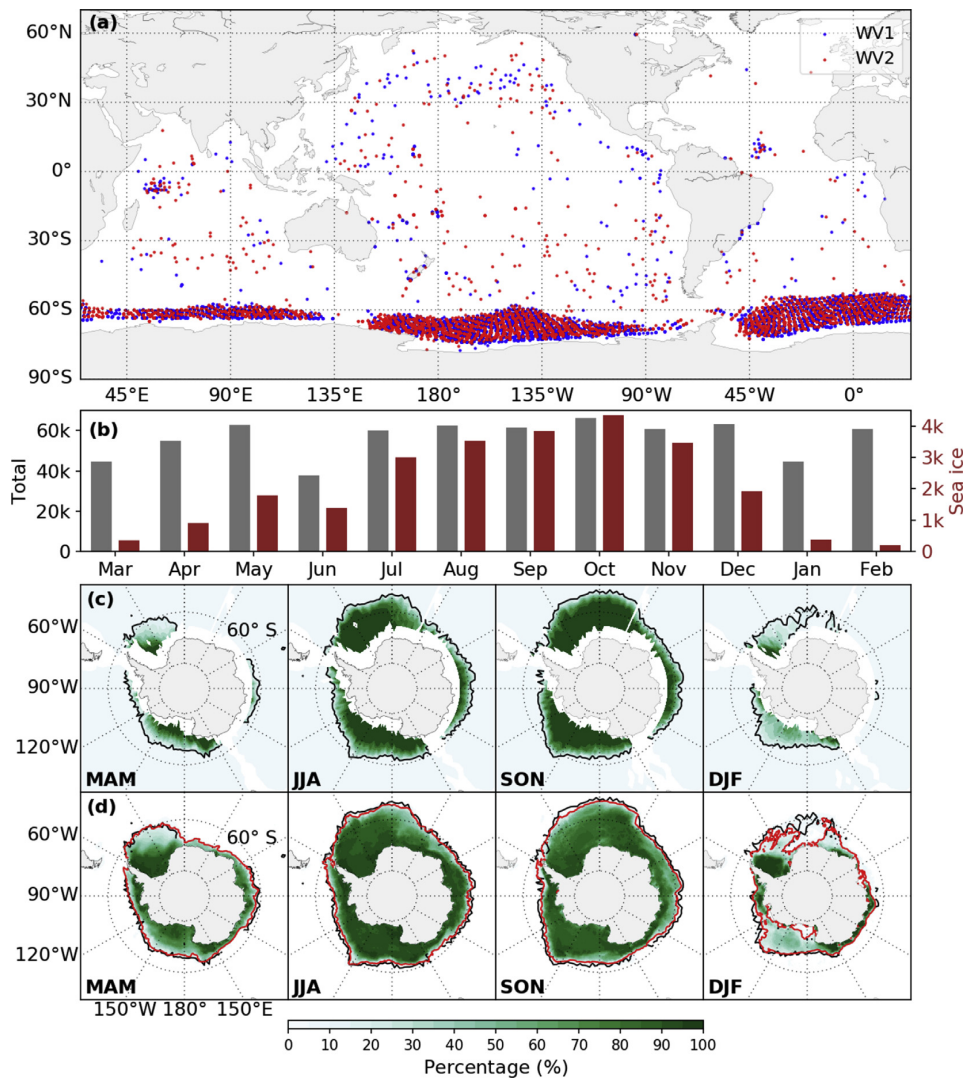 (a)
WV1
WV2
60°N
30°N
0°
30°S
60°S
90°S
45°E 90°E 135°E 180° 135°W 90°W 45°W 0°
(b)
Total
60k
40k
20k
0
4k
3k
2k
1k
0
Sea ice
Mar Apr May Jun Jul Aug Sep Oct Nov Dec Jan Feb
(c)
60°W
90°W
120°W
60° S
MAM JJA SON DJF
(d)
60°W
90°W
120°W
60° S
MAM JJA SON DJF
150°W 180° 150°E
0 10 20 30 40 50 60 70 80 90 100
Percentage (%)